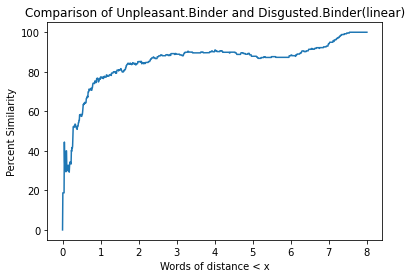 Comparison of Unpleasant.Binder and Disgusted.Binder(linear)
100
80
60
40
20
0
Percent Similarity
0 1 2 3 4 5 6 7 8
Words of distance < x